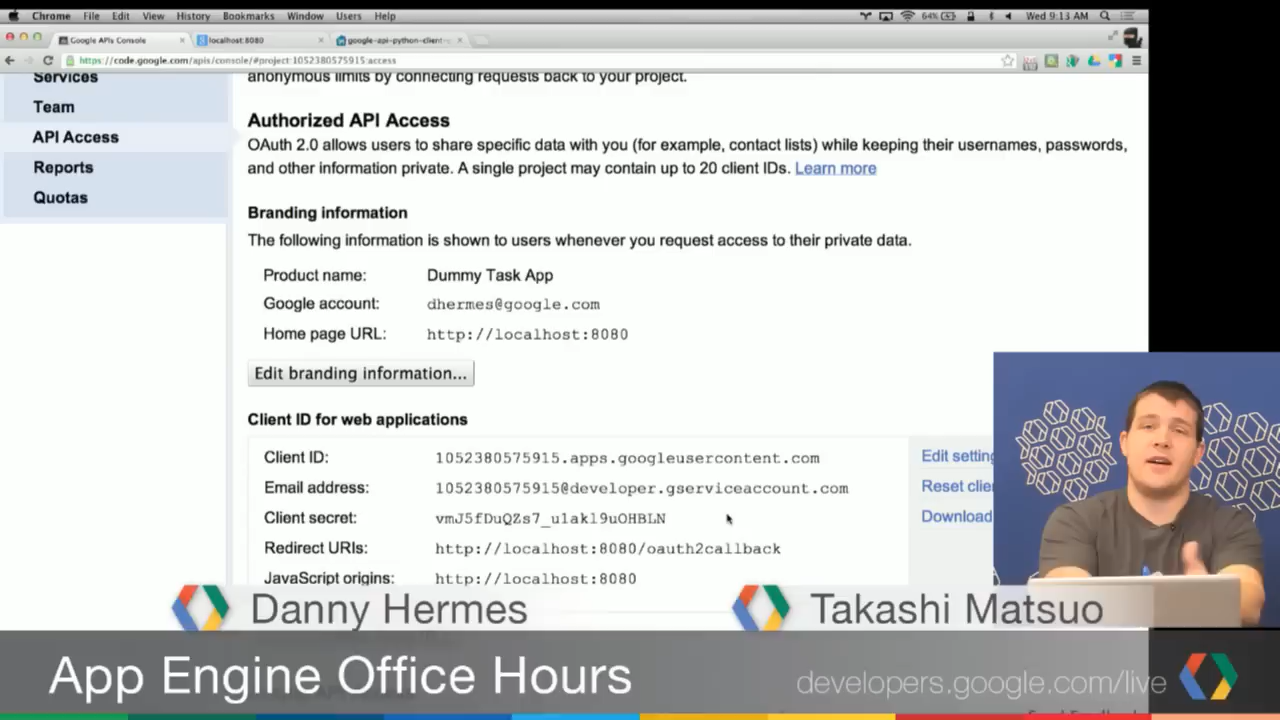 Chrome File Edit View History Bookmarks Window Users Help 64% Wed 9:13 AM
Google APIs Console localhost:8080 google-api-python-client-
https://code.google.com/apis/console/#project:1052380575915:access
Services
anonymous limits by connecting requests back to your project.
Team
API Access
Reports
Quotas
Authorized API Access
OAuth 2.0 allows users to share specific data with you (for example, contact lists) while keeping their usernames, passwords,
and other information private. A single project may contain up to 20 client IDs. Learn more
Branding information
The following information is shown to users whenever you request access to their private data.
Product name: Dummy Task App
Google account: dhermes@google.com
Home page URL: http://localhost:8080
Edit branding information...
Client ID for web applications
Client ID: 1052380575915.apps.googleusercontent.com
Email address: 1052380575915@developer.gserviceaccount.com
Client secret: vmJ5fDuQZs7_u1akl9uOHBLN
Redirect URIs: http://localhost:8080/oauth2callback
JavaScript origins: http://localhost:8080
Edit setting
Reset clie
Download
Danny Hermes
Takashi Matsuo
App Engine Office Hours
developers.google.com/live